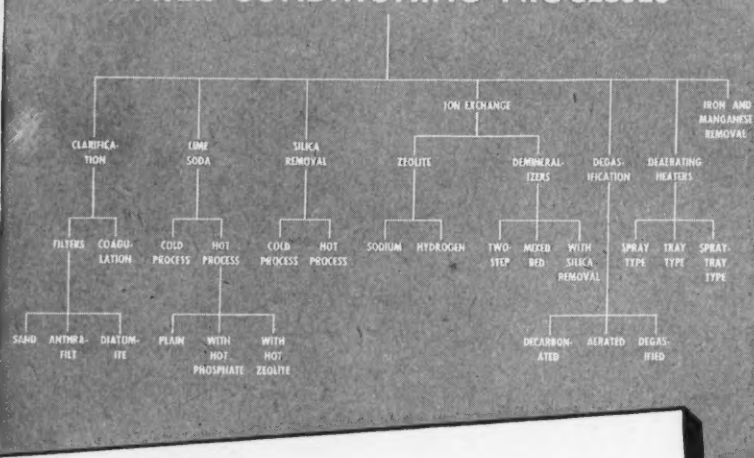 CONDITIONING PROCESSES
ION EXCHANGE
IRON AND
MANGANESE
REMOVAL
CLARIFICA-
TION
LIME
SODA
SILICA
REMOVAL
ZEOLITE
DEMINERAL-
IZERS
DEGAS-
IFICATION
DEAERATING
HEATERS
FILTERS
COAGU-
LATION
COLD
PROCESS
HOT
PROCESS
COLD
PROCESS
HOT
PROCESS
SODIUM
HYDROGEN
TWO-
STEP
MIXED
BED
WITH
SILICA
REMOVAL
SPRAY
TYPE
TRAY
TYPE
SPRAY-
TRAY
TYPE
SAND
ANTHRA-
FILT
DIATOM-
ITE
PLAIN
WITH
HOT
PHOSPHATE
WITH
HOT
ZEOLITE
DECARBON-
ATED
AERATED
DEGAS-
IFIED